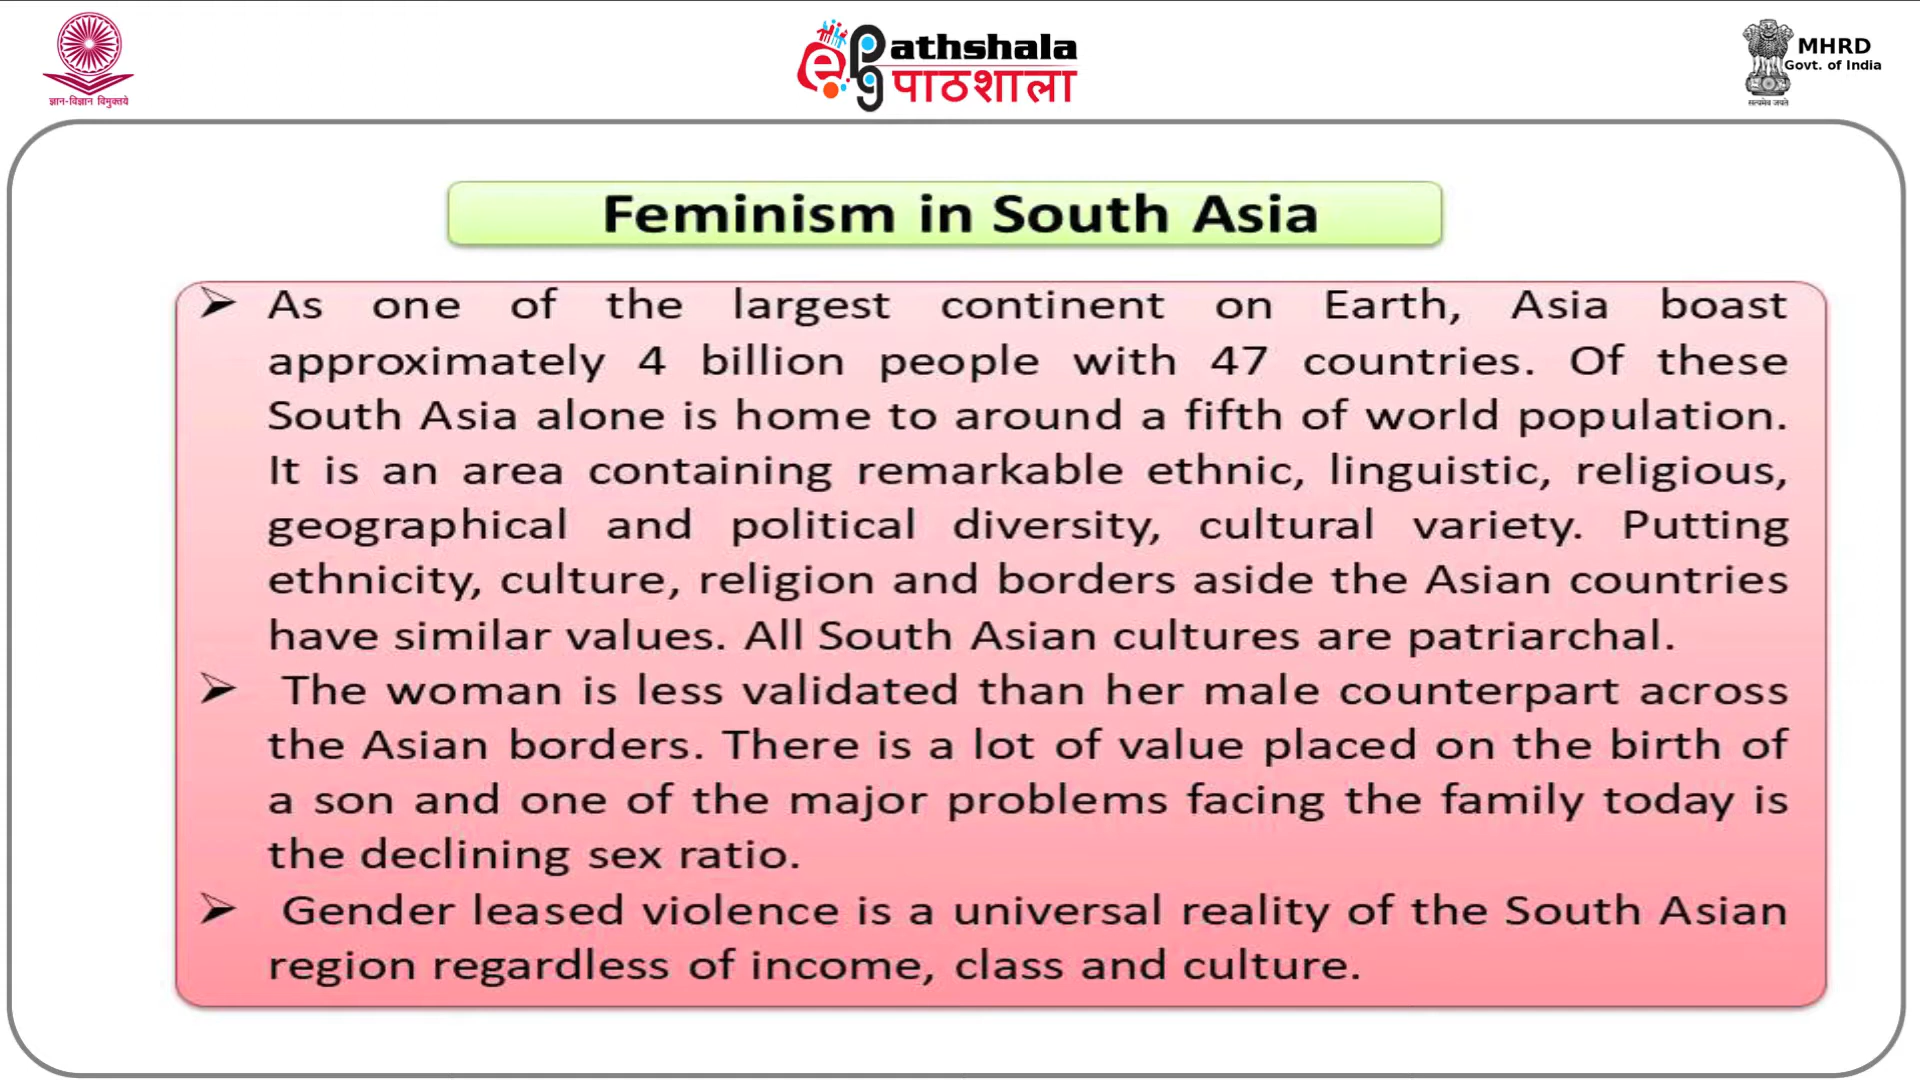 ज्ञान-विज्ञान विमुक्तये
ePG Pathshala
पाठशाला
MHRD
Govt. of India
सत्यमेव जयते
Feminism in South Asia
➢ As one of the largest continent on Earth, Asia boast
approximately 4 billion people with 47 countries. Of these
South Asia alone is home to around a fifth of world population.
It is an area containing remarkable ethnic, linguistic, religious,
geographical and political diversity, cultural variety. Putting
ethnicity, culture, religion and borders aside the Asian countries
have similar values. All South Asian cultures are patriarchal.
➢ The woman is less validated than her male counterpart across
the Asian borders. There is a lot of value placed on the birth of
a son and one of the major problems facing the family today is
the declining sex ratio.
➢ Gender leased violence is a universal reality of the South Asian
region regardless of income, class and culture.